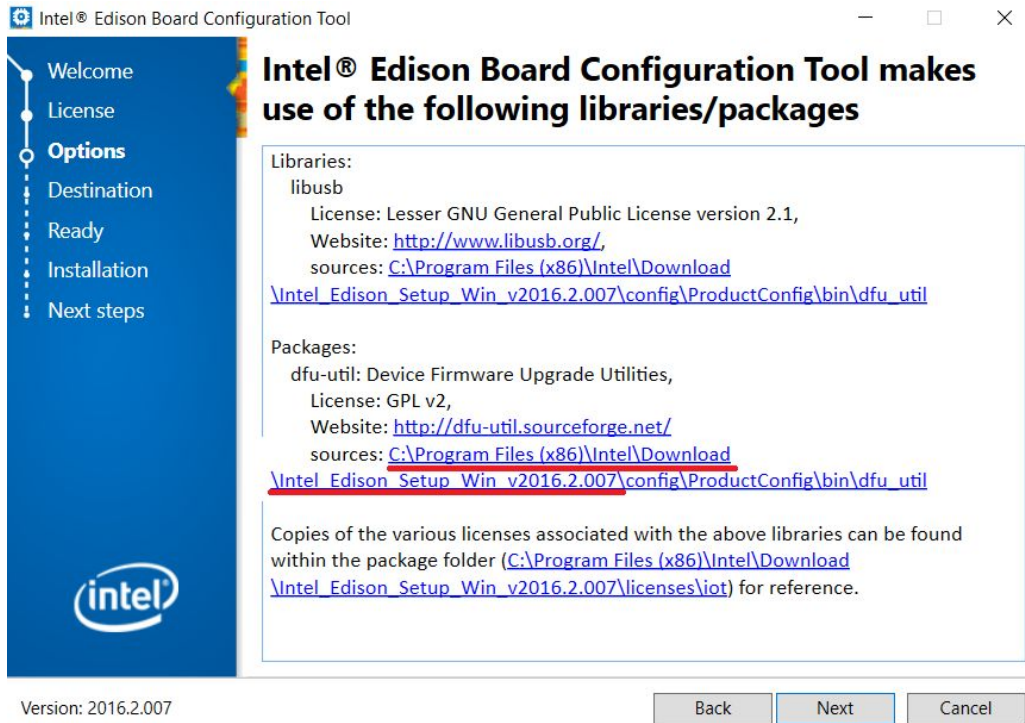 Intel® Edison Board Configuration Tool
Welcome
License
Options
Destination
Ready
Installation
Next steps
intel®
Intel® Edison Board Configuration Tool makes
use of the following libraries/packages
Libraries:
libusb
License: Lesser GNU General Public License version 2.1,
Website: http://www.libusb.org/,
sources: C:\Program Files (x86)\Intel\Download
\Intel_Edison_Setup_Win_v2016.2.007\config\ProductConfig\bin\dfu_util
Packages:
dfu-util: Device Firmware Upgrade Utilities,
License: GPL v2,
Website: http://dfu-util.sourceforge.net/
sources: C:\Program Files (x86)\Intel\Download
\Intel_Edison_Setup_Win_v2016.2.007\config\ProductConfig\bin\dfu_util
Copies of the various licenses associated with the above libraries can be found
within the package folder (C:\Program Files (x86)\Intel\Download
\Intel_Edison_Setup_Win_v2016.2.007\licenses\iot) for reference.
Version: 2016.2.007
Back
Next
Cancel